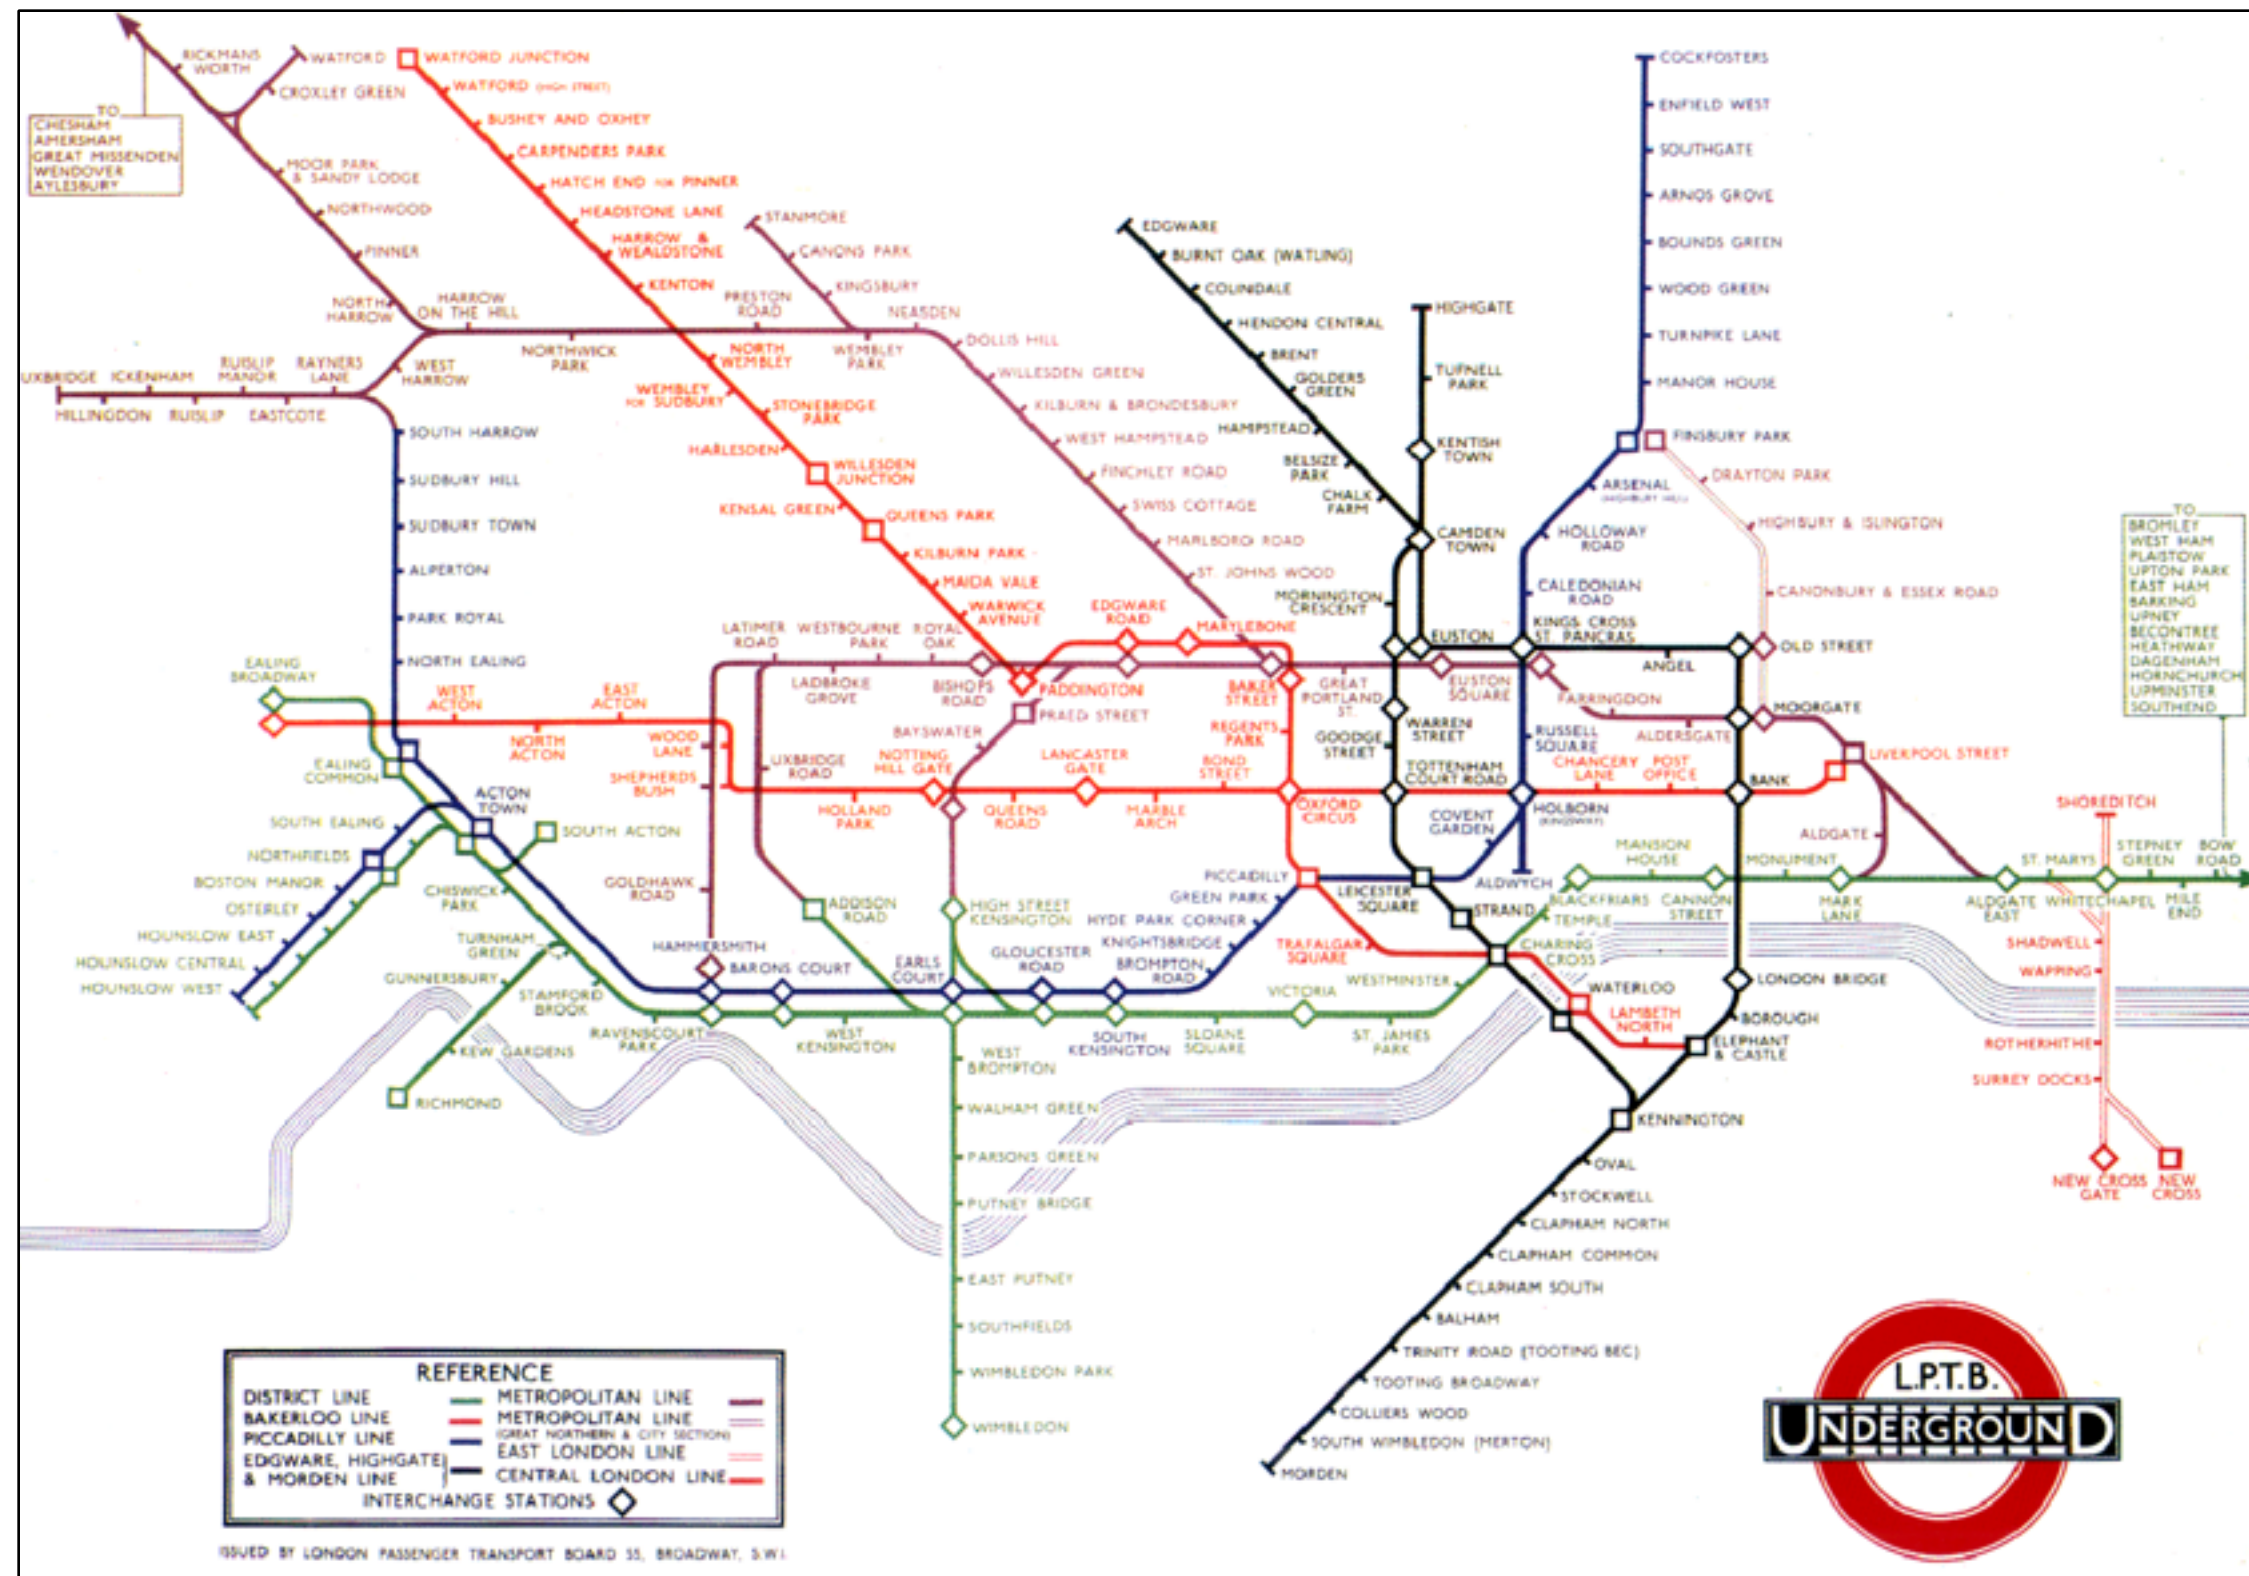 RICKMANS
WORTH
WATFORD
CROXLEY GREEN
TO
CHESHAM
AMERSHAM
GREAT MISSENDEN
WENDOVER
AYLESBURY
MOOR PARK
& SANDY LODGE
NORTHWOOD
PINNER
NORTH
HARROW
HARROW
ON THE HILL
NORTHWICK
PARK
PRESTON
ROAD
WEMBLEY
PARK
NEASDEN
UXBRIDGE
ICKENHAM
RUISLIP
MANOR
RAYNERS
LANE
WEST
HARROW
HILLINGDON
RUISLIP
EASTCOTE
WATFORD JUNCTION
WATFORD (HIGH STREET)
BUSHEY AND OXHEY
CARPENDERS PARK
HATCH END FOR PINNER
HEADSTONE LANE
HARROW &
WEALDSTONE
KENTON
NORTH
WEMBLEY
WEMBLEY
FOR SUDBURY
STONEBRIDGE
PARK
HARLESDEN
WILLESDEN
JUNCTION
KENSAL GREEN
QUEENS PARK
KILBURN PARK
MAIDA VALE
WARWICK
AVENUE
PADDINGTON
EDGWARE
ROAD
MARYLEBONE
BAKER
STREET
REGENTS
PARK
STANMORE
CANONS PARK
KINGSBURY
DOLLIS HILL
WILLESDEN GREEN
KILBURN & BRONDESBURY
WEST HAMPSTEAD
FINCHLEY ROAD
SWISS COTTAGE
MARLBORO ROAD
ST. JOHNS WOOD
EDGWARE
BURNT OAK (WATLING)
COLINDALE
HENDON CENTRAL
BRENT
GOLDERS
GREEN
HAMPSTEAD
BELSIZE
PARK
CHALK
FARM
HIGHGATE
TUFNELL
PARK
KENTISH
TOWN
CAMDEN
TOWN
MORNINGTON
CRESCENT
EUSTON
COCKFOSTERS
ENFIELD WEST
SOUTHGATE
ARNOS GROVE
BOUNDS GREEN
WOOD GREEN
TURNPIKE LANE
MANOR HOUSE
FINSBURY PARK
ARSENAL
(HIGHBURY HILL)
HOLLOWAY
ROAD
CALEDONIAN
ROAD
KINGS CROSS
ST. PANCRAS
DRAYTON PARK
HIGHBURY & ISLINGTON
CANONBURY & ESSEX ROAD
OLD STREET
ANGEL
MOORGATE
TO
BROMLEY
WEST HAM
PLAISTOW
UPTON PARK
EAST HAM
BARKING
UPNEY
BECONTREE
HEATHWAY
DAGENHAM
HORNCHURCH
UPMINSTER
SOUTHEND
SOUTH HARROW
SUDBURY HILL
SUDBURY TOWN
ALPERTON
PARK ROYAL
NORTH EALING
EALING
BROADWAY
WEST
ACTON
NORTH
ACTON
EAST
ACTON
WOOD
LANE
SHEPHERDS
BUSH
HOLLAND
PARK
NOTTING
HILL GATE
QUEENS
ROAD
LANCASTER
GATE
MARBLE
ARCH
BOND
STREET
OXFORD
CIRCUS
LATIMER
ROAD
WESTBOURNE
PARK
ROYAL
OAK
LADBROKE
GROVE
BISHOPS
ROAD
PRAED STREET
BAYSWATER
UXBRIDGE
ROAD
GOLDHAWK
ROAD
GREAT
PORTLAND
ST.
EUSTON
SQUARE
FARRINGDON
ALDERSGATE
WARREN
STREET
GOODGE
STREET
TOTTENHAM
COURT ROAD
RUSSELL
SQUARE
CHANCERY
LANE
POST
OFFICE
BANK
LIVERPOOL STREET
HOLBORN
(KINGSWAY)
COVENT
GARDEN
ALDWYCH
ALDGATE
EALING
COMMON
ACTON
TOWN
SOUTH EALING
NORTHFIELDS
BOSTON MANOR
OSTERLEY
HOUNSLOW EAST
HOUNSLOW CENTRAL
HOUNSLOW WEST
SOUTH ACTON
CHISWICK
PARK
TURNHAM
GREEN
GUNNERSBURY
KEW GARDENS
RICHMOND
STAMFORD
BROOK
RAVENSCOURT
PARK
HAMMERSMITH
BARONS COURT
WEST
KENSINGTON
ADDISON
ROAD
HIGH STREET
KENSINGTON
EARLS
COURT
GLOUCESTER
ROAD
SOUTH
KENSINGTON
BROMPTON
ROAD
KNIGHTSBRIDGE
HYDE PARK CORNER
GREEN PARK
PICCADILLY
LEICESTER
SQUARE
STRAND
TRAFALGAR
SQUARE
SLOANE
SQUARE
VICTORIA
ST. JAMES
PARK
WESTMINSTER
CHARING
CROSS
TEMPLE
BLACKFRIARS
MANSION
HOUSE
CANNON
STREET
MONUMENT
MARK
LANE
ALDGATE
EAST
ST. MARYS
WHITECHAPEL
STEPNEY
GREEN
MILE
END
BOW
ROAD
SHOREDITCH
SHADWELL
WAPPING
ROTHERHITHE
SURREY DOCKS
NEW CROSS
GATE
NEW
CROSS
WATERLOO
LAMBETH
NORTH
ELEPHANT
& CASTLE
LONDON BRIDGE
BOROUGH
KENNINGTON
OVAL
STOCKWELL
CLAPHAM NORTH
CLAPHAM COMMON
CLAPHAM SOUTH
BALHAM
TRINITY ROAD (TOOTING BEC)
TOOTING BROADWAY
COLLIERS WOOD
SOUTH WIMBLEDON (MERTON)
MORDEN
WEST
BROMPTON
WALHAM GREEN
PARSONS GREEN
PUTNEY BRIDGE
EAST PUTNEY
SOUTHFIELDS
WIMBLEDON PARK
WIMBLEDON
REFERENCE
DISTRICT LINE
BAKERLOO LINE
PICCADILLY LINE
EDGWARE, HIGHGATE
& MORDEN LINE
METROPOLITAN LINE
METROPOLITAN LINE
(GREAT NORTHERN & CITY SECTION)
EAST LONDON LINE
CENTRAL LONDON LINE
INTERCHANGE STATIONS
ISSUED BY LONDON PASSENGER TRANSPORT BOARD 55, BROADWAY, S.W.1.
L.P.T.B.
UNDERGROUND